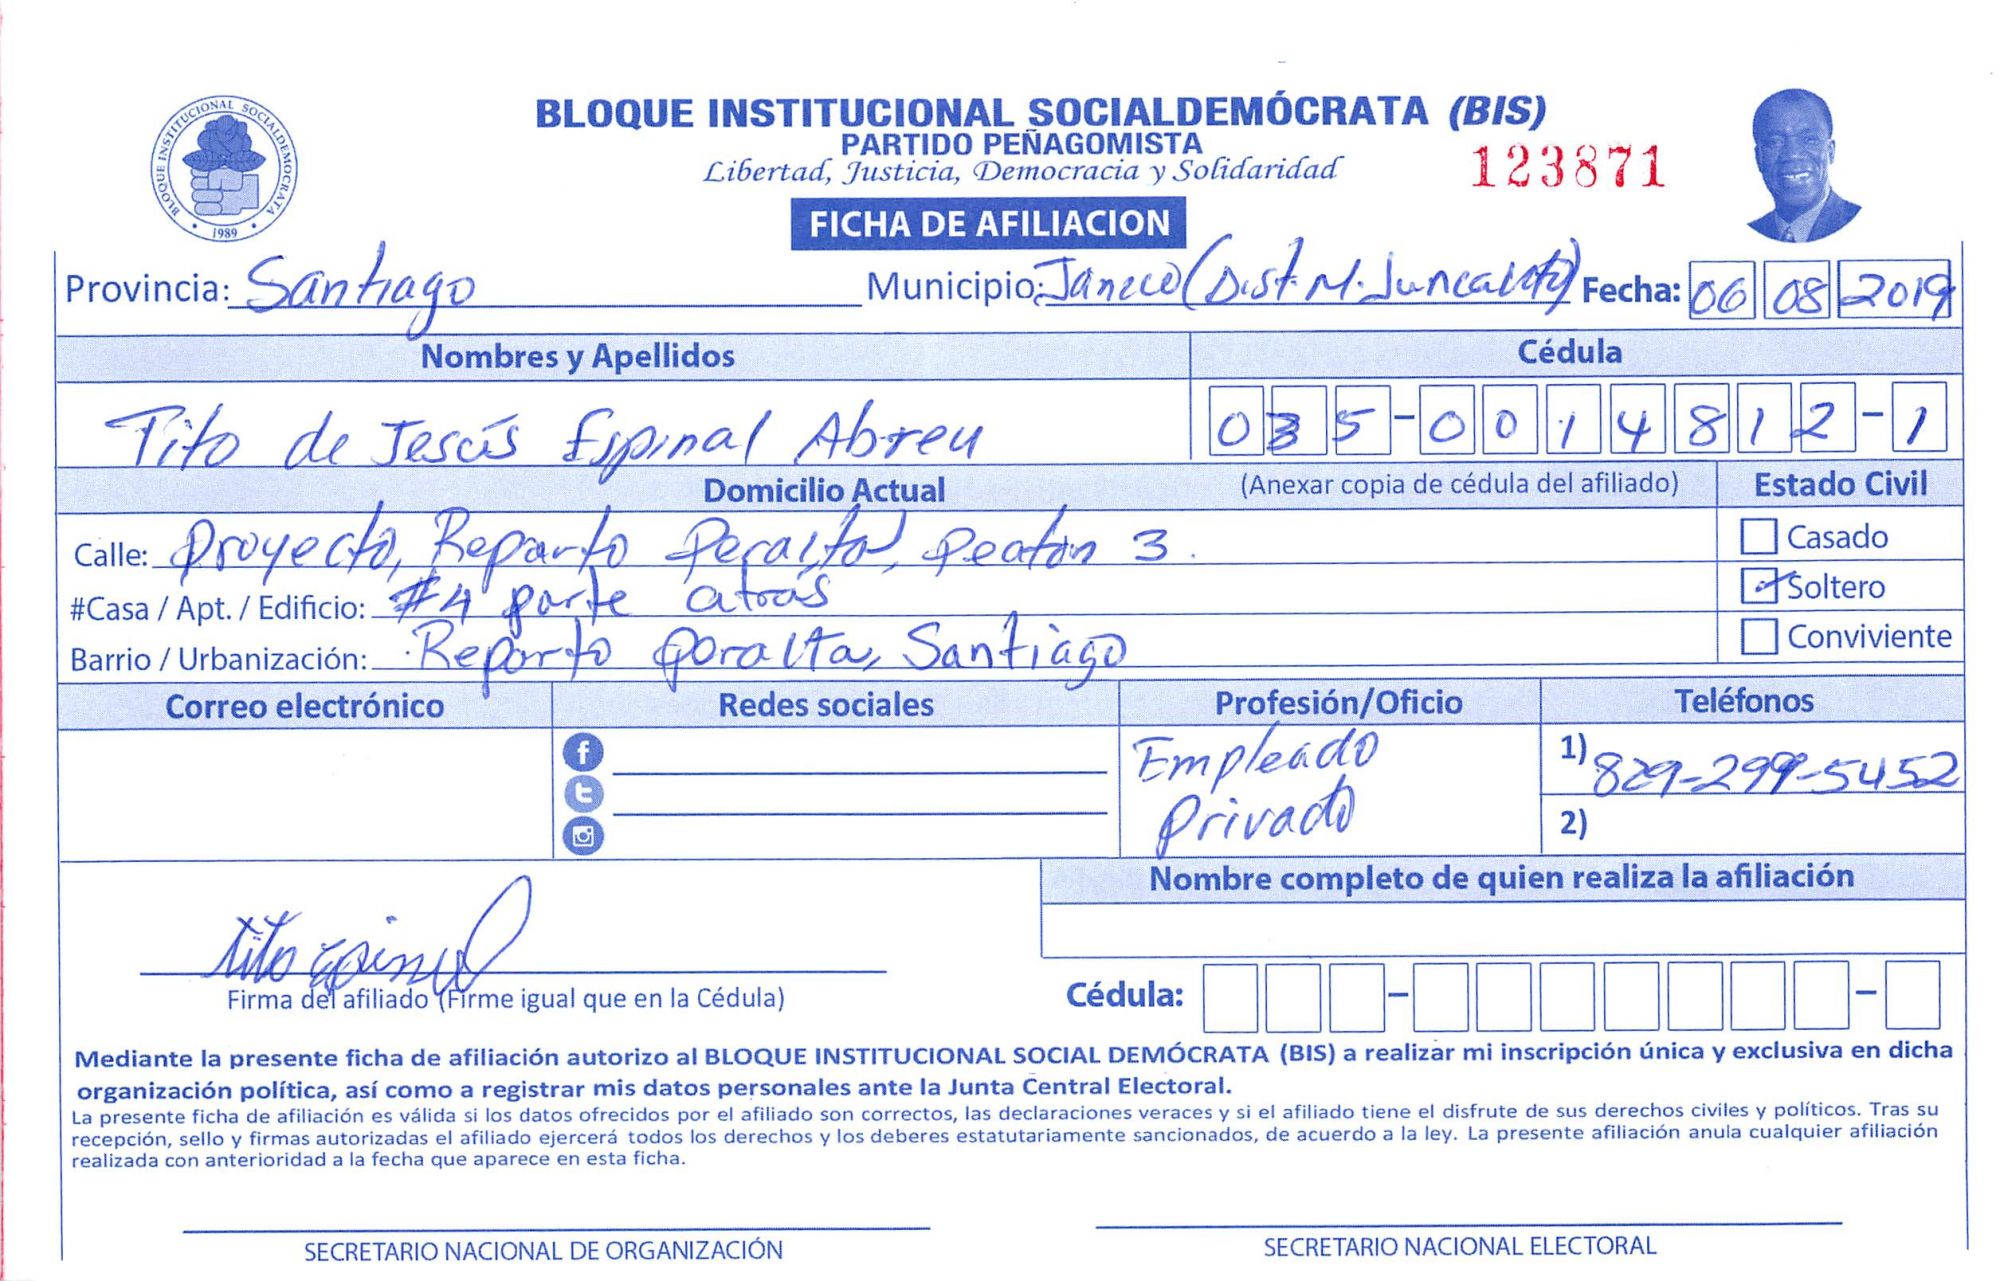 BLOQUE INSTITUCIONAL SOCIALDEMÓCRATA
1989
BLOQUE INSTITUCIONAL SOCIALDEMÓCRATA (BIS)
PARTIDO PEÑAGOMISTA
Libertad, Justicia, Democracia y Solidaridad
123871
FICHA DE AFILIACION
Provincia: Santiago Municipio: Janico (Dist. M. Juncalito) Fecha: 06 08 2019
Nombres y Apellidos Cédula
Tito de Jesús Espinal Abreu 035-0014812-1
Domicilio Actual (Anexar copia de cédula del afiliado) Estado Civil
Calle: Proyecto, Reparto Peralta, Peatón 3. Casado
#Casa / Apt. / Edificio: #4 parte atrás Soltero
Barrio / Urbanización: Reparto Peralta, Santiago Conviviente
Correo electrónico Redes sociales Profesión/Oficio Teléfonos
Empleado 1) 829-299-5452
Privado 2)
Nombre completo de quien realiza la afiliación
Tito Espinal
Firma del afiliado (Firme igual que en la Cédula) Cédula:
Mediante la presente ficha de afiliación autorizo al BLOQUE INSTITUCIONAL SOCIAL DEMÓCRATA (BIS) a realizar mi inscripción única y exclusiva en dicha
organización política, así como a registrar mis datos personales ante la Junta Central Electoral.
La presente ficha de afiliación es válida si los datos ofrecidos por el afiliado son correctos, las declaraciones veraces y si el afiliado tiene el disfrute de sus derechos civiles y políticos. Tras su
recepción, sello y firmas autorizadas el afiliado ejercerá todos los derechos y los deberes estatutariamente sancionados, de acuerdo a la ley. La presente afiliación anula cualquier afiliación
realizada con anterioridad a la fecha que aparece en esta ficha.
SECRETARIO NACIONAL DE ORGANIZACIÓN SECRETARIO NACIONAL ELECTORAL